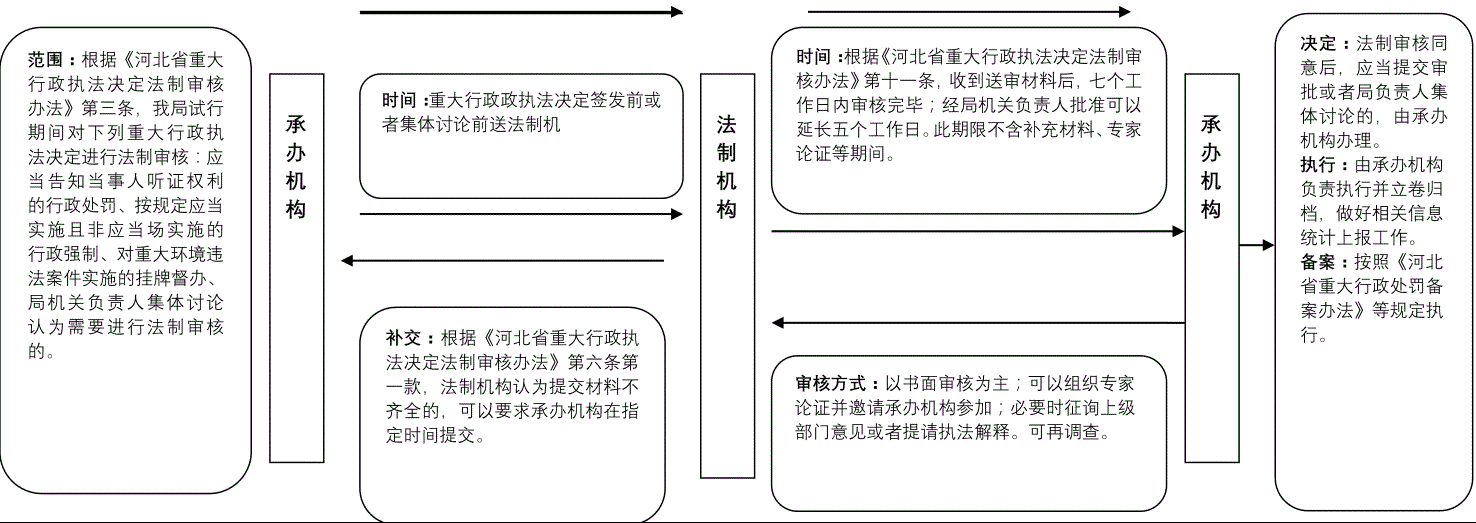 范围：根据《河北省重大
行政执法决定法制审核
办法》第三条，我局试行
期间对下列重大行政执
法决定进行法制审核：应
当告知当事人听证权利
的行政处罚、按规定应当
实施且非应当场实施的
行政强制、对重大环境违
法案件实施的挂牌督办、
局机关负责人集体讨论
认为需要进行法制审核
的。
承
办
机
构
时间：重大行政政执法决定签发前或
者集体讨论前送法制机
补交：根据《河北省重大行政执
法决定法制审核办法》第六条第
一款，法制机构认为提交材料不
齐全的，可以要求承办机构在指
定时间提交。
法
制
机
构
时间：根据《河北省重大行政执法决定法制审
核办法》第十一条，收到送审材料后，七个工
作日内审核完毕；经局机关负责人批准可以
延长五个工作日。此期限不含补充材料、专家
论证等期间。
审核方式：以书面审核为主；可以组织专家
论证并邀请承办机构参加；必要时征询上级
部门意见或者提请执法解释。可再调查。
承
办
机
构
决定：法制审核同
意后，应当提交审
批或者局负责人集
体讨论的，由承办
机构办理。
执行：由承办机构
负责执行并立卷归
档，做好相关信息
统计上报工作。
备案：按照《河北
省重大行政处罚备
案办法》等规定执
行。